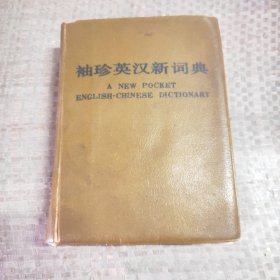 袖珍英汉新词典
A NEW POCKET
ENGLISH-CHINESE DICTIONARY